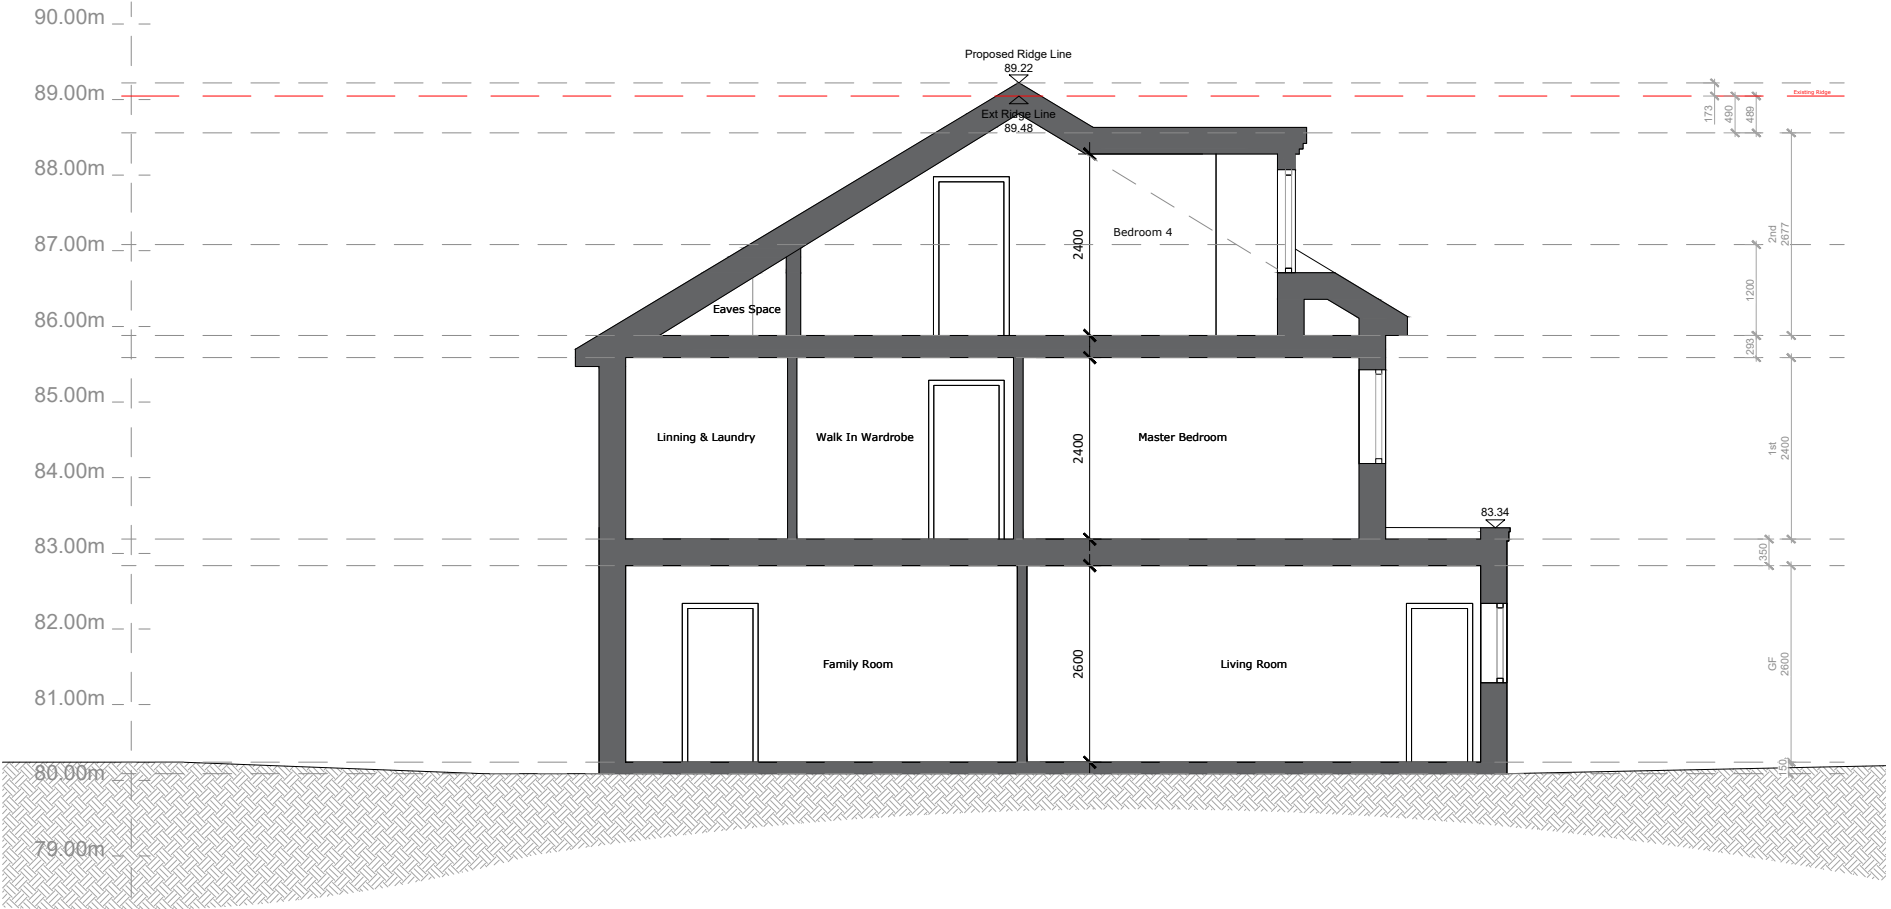 90.00m
Proposed Ridge Line
89.22
89.00m
Existing Ridge
Ext Ridge Line
89.48
173
490
489
88.00m
87.00m
2400
Bedroom 4
2nd
2677
1200
Eaves Space
86.00m
293
85.00m
Linning & Laundry
Walk In Wardrobe
2400
Master Bedroom
1st
2400
84.00m
83.34
83.00m
350
82.00m
Family Room
2600
Living Room
GF
2600
81.00m
80.00m
150
79.00m